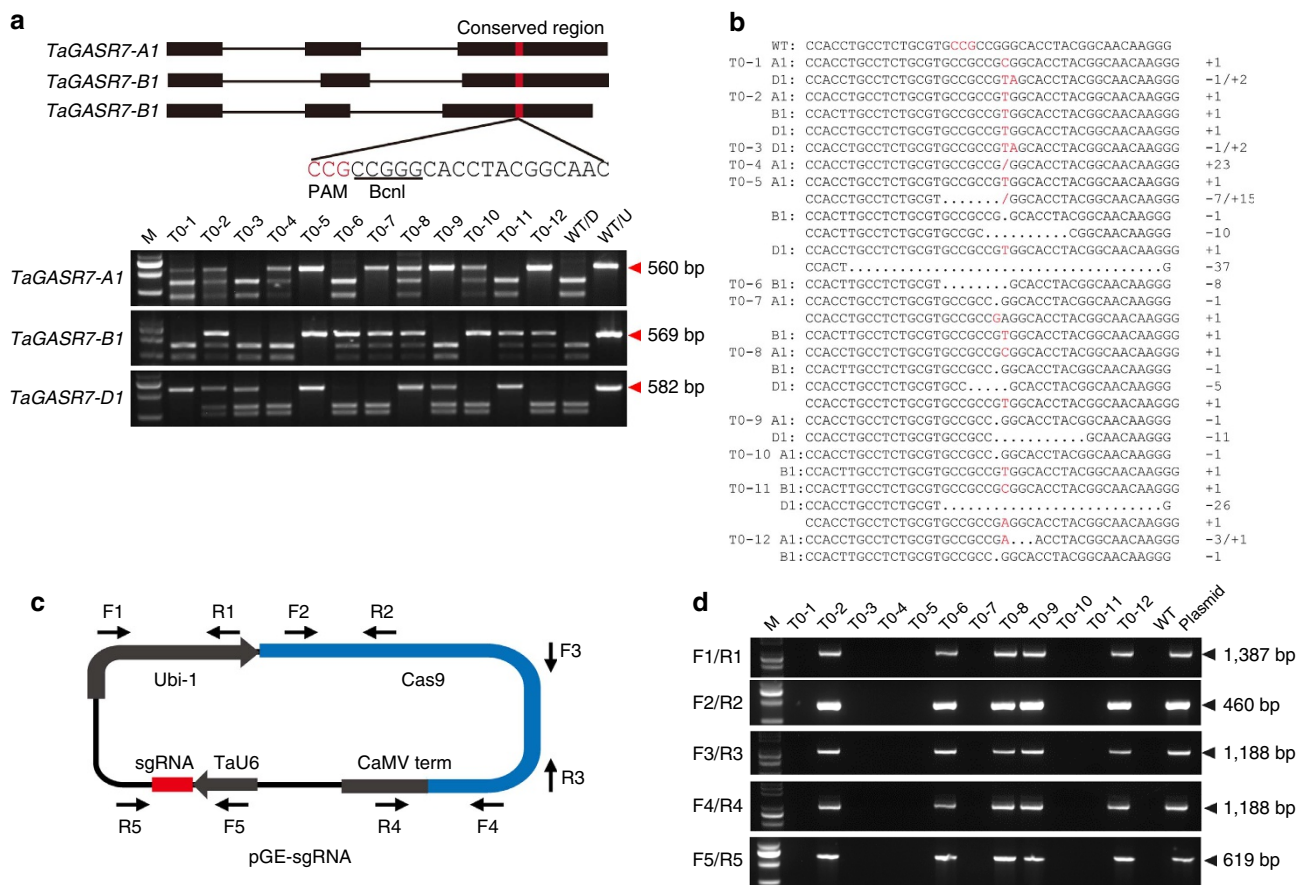 a
Conserved region
TaGASR7-A1
TaGASR7-B1
TaGASR7-B1
CCGCCGGGCACCTACGGCAAC
PAM BcnI
M T0-1 T0-2 T0-3 T0-4 T0-5 T0-6 T0-7 T0-8 T0-9 T0-10 T0-11 T0-12 WT/D WT/U
TaGASR7-A1 560 bp
TaGASR7-B1 569 bp
TaGASR7-D1 582 bp
b
WT: CCACCTGCCTCTGCGTGCCGCCGGGCACCTACGGCAACAAGGG
T0-1 A1: CCACCTGCCTCTGCGTGCCGCCGCGGCACCTACGGCAACAAGGG +1
D1: CCACCTGCCTCTGCGTGCCGCCGTAGGCACCTACGGCAACAAGGG -1/+2
T0-2 A1: CCACCTGCCTCTGCGTGCCGCCGTGGCACCTACGGCAACAAGGG +1
B1: CCACTTGCCTCTGCGTGCCGCCGTGGCACCTACGGCAACAAGGG +1
D1: CCACCTGCCTCTGCGTGCCGCCGTGGCACCTACGGCAACAAGGG +1
T0-3 D1: CCACCTGCCTCTGCGTGCCGCCGTAGCACCTACGGCAACAAGGG -1/+2
T0-4 A1: CCACCTGCCTCTGCGTGCCGCCG/GGCACCTACGGCAACAAGGG +23
T0-5 A1: CCACCTGCCTCTGCGTGCCGCCGTGGCACCTACGGCAACAAGGG +1
CCACCTGCCTCTGCGT.......⁄GGCACCTACGGCAACAAGGG -7/+15
B1: CCACTTGCCTCTGCGTGCCGCCG.GCACCTACGGCAACAAGGG -1
CCACTTGCCTCTGCGTGCCGC..........CGGCAACAAGGG -10
D1: CCACCTGCCTCTGCGTGCCGCCGTGGCACCTACGGCAACAAGGG +1
CCACT.....................................G -37
T0-6 B1: CCACTTGCCTCTGCGT........GCACCTACGGCAACAAGGG -8
T0-7 A1: CCACCTGCCTCTGCGTGCCGCC.GGCACCTACGGCAACAAGGG -1
CCACCTGCCTCTGCGTGCCGCCGAGGCACCTACGGCAACAAGGG +1
B1: CCACTTGCCTCTGCGTGCCGCCGTGGCACCTACGGCAACAAGGG +1
T0-8 A1: CCACCTGCCTCTGCGTGCCGCCGCGGCACCTACGGCAACAAGGG +1
B1: CCACTTGCCTCTGCGTGCCGCC.GGCACCTACGGCAACAAGGG -1
D1: CCACCTGCCTCTGCGTGCC.....GCACCTACGGCAACAAGGG -5
CCACCTGCCTCTGCGTGCCGCCGTGGCACCTACGGCAACAAGGG +1
T0-9 A1: CCACCTGCCTCTGCGTGCCGCC.GGCACCTACGGCAACAAGGG -1
D1: CCACCTGCCTCTGCGTGCCGCC...........GCAACAAGGG -11
T0-10 A1:CCACCTGCCTCTGCGTGCCGCC.GGCACCTACGGCAACAAGGG -1
B1:CCACTTGCCTCTGCGTGCCGCCGTGGCACCTACGGCAACAAGGG +1
T0-11 B1:CCACTTGCCTCTGCGTGCCGCCGCGGCACCTACGGCAACAAGGG +1
D1:CCACCTGCCTCTGCGT..........................G -26
CCACCTGCCTCTGCGTGCCGCCGAGGCACCTACGGCAACAAGGG +1
T0-12 A1:CCACCTGCCTCTGCGTGCCGCCGA...ACCTACGGCAACAAGGG -3/+1
B1:CCACTTGCCTCTGCGTGCCGCC.GGCACCTACGGCAACAAGGG -1
c
F1 R1 F2 R2
F3
Ubi-1 Cas9
sgRNA TaU6 CaMV term
R3
R5 F5 R4 F4
pGE-sgRNA
d
M T0-1 T0-2 T0-3 T0-4 T0-5 T0-6 T0-7 T0-8 T0-9 T0-10 T0-11 T0-12 WT Plasmid
F1/R1 1,387 bp
F2/R2 460 bp
F3/R3 1,188 bp
F4/R4 1,188 bp
F5/R5 619 bp